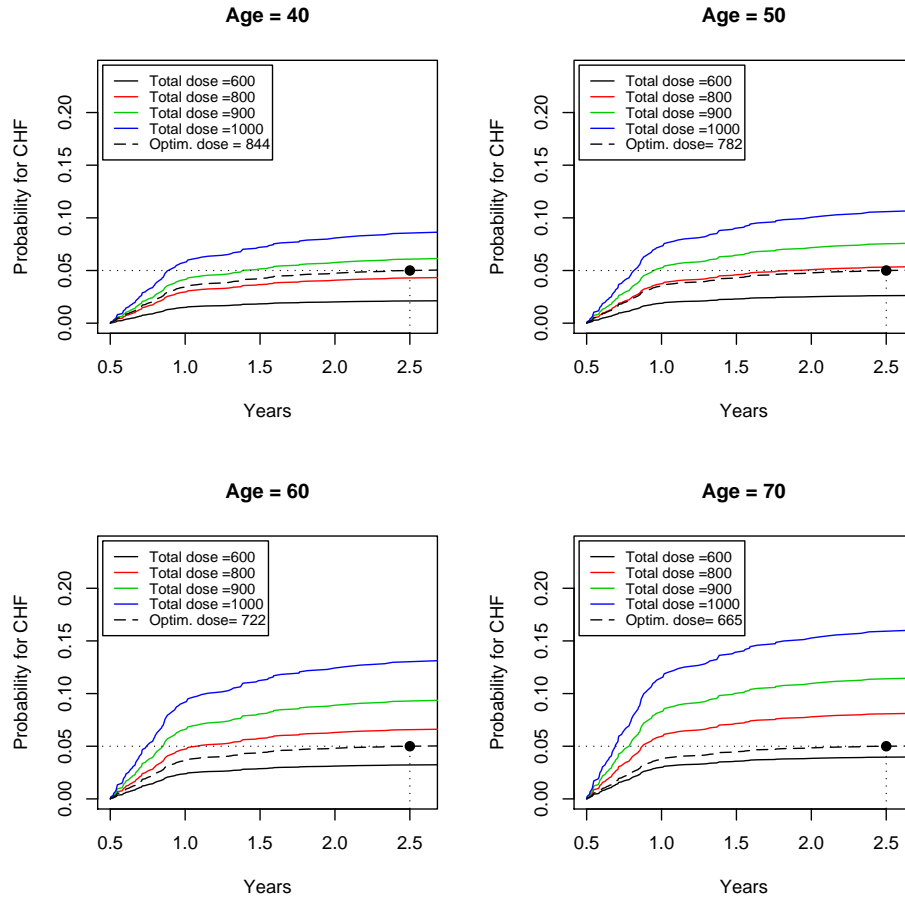 Age = 40
Probability for CHF
0.00 0.05 0.10 0.15 0.20
Total dose =600
Total dose =800
Total dose =900
Total dose =1000
Optim. dose = 844
0.5 1.0 1.5 2.0 2.5
Years
Age = 50
Probability for CHF
0.00 0.05 0.10 0.15 0.20
Total dose =600
Total dose =800
Total dose =900
Total dose =1000
Optim. dose= 782
0.5 1.0 1.5 2.0 2.5
Years
Age = 60
Probability for CHF
0.00 0.05 0.10 0.15 0.20
Total dose =600
Total dose =800
Total dose =900
Total dose =1000
Optim. dose= 722
0.5 1.0 1.5 2.0 2.5
Years
Age = 70
Probability for CHF
0.00 0.05 0.10 0.15 0.20
Total dose =600
Total dose =800
Total dose =900
Total dose =1000
Optim. dose= 665
0.5 1.0 1.5 2.0 2.5
Years